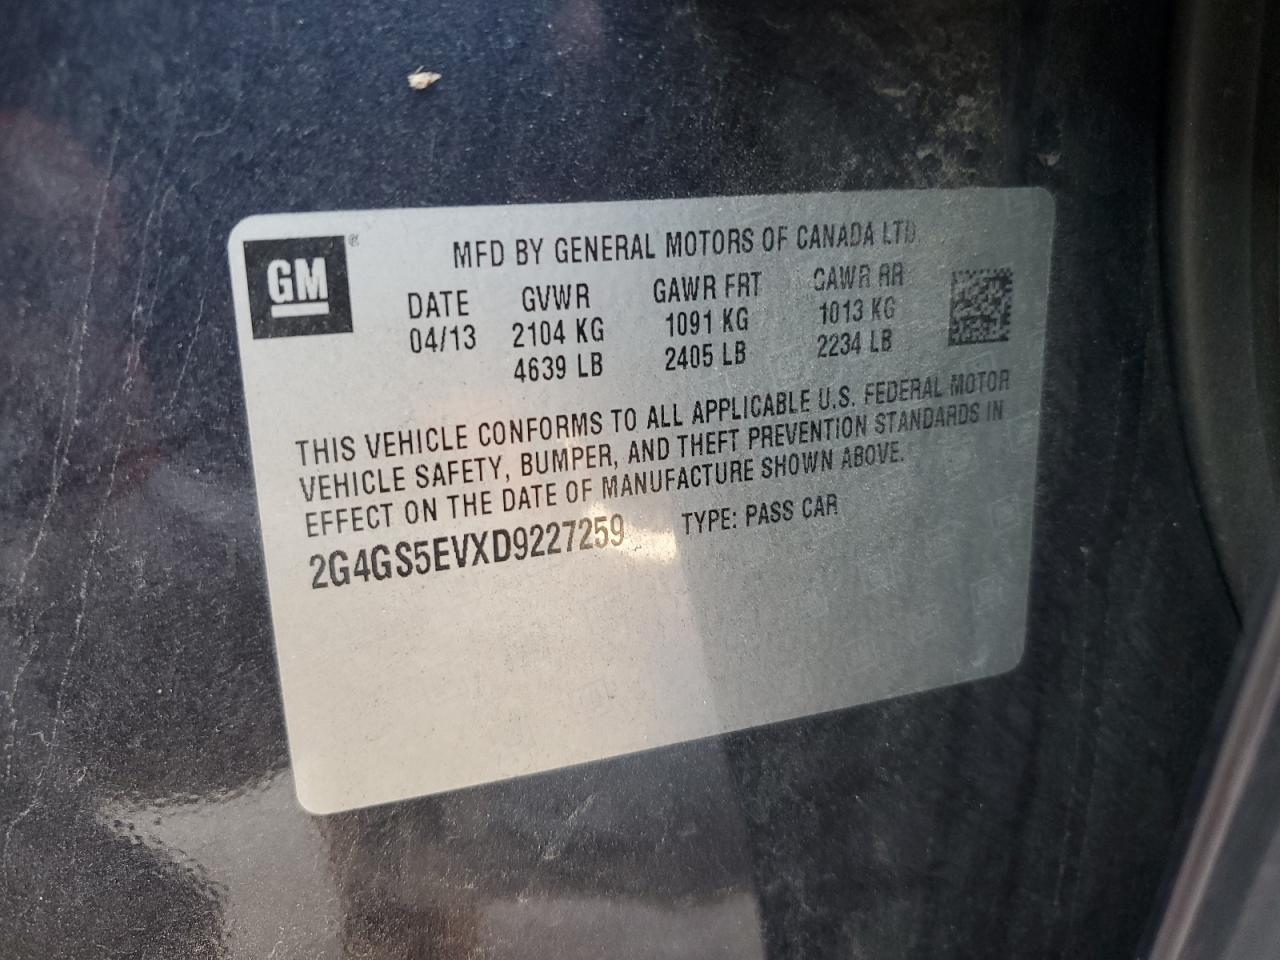 GM ®
MFD BY GENERAL MOTORS OF CANADA LTD.
DATE GVWR GAWR FRT GAWR RR
04/13 2104 KG 1091 KG 1013 KG
4639 LB 2405 LB 2234 LB
THIS VEHICLE CONFORMS TO ALL APPLICABLE U.S. FEDERAL MOTOR
VEHICLE SAFETY, BUMPER, AND THEFT PREVENTION STANDARDS IN
EFFECT ON THE DATE OF MANUFACTURE SHOWN ABOVE.
2G4GS5EVXD9227259 TYPE: PASS CAR